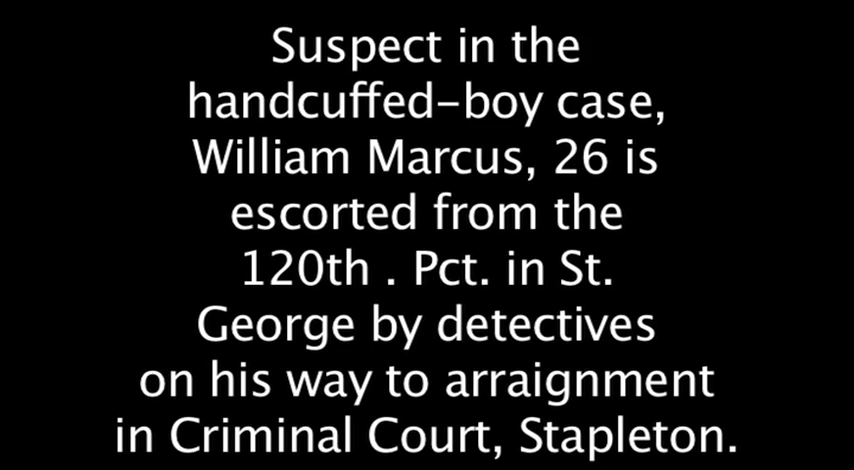 Suspect in the
handcuffed-boy case,
William Marcus, 26 is
escorted from the
120th . Pct. in St.
George by detectives
on his way to arraignment
in Criminal Court, Stapleton.